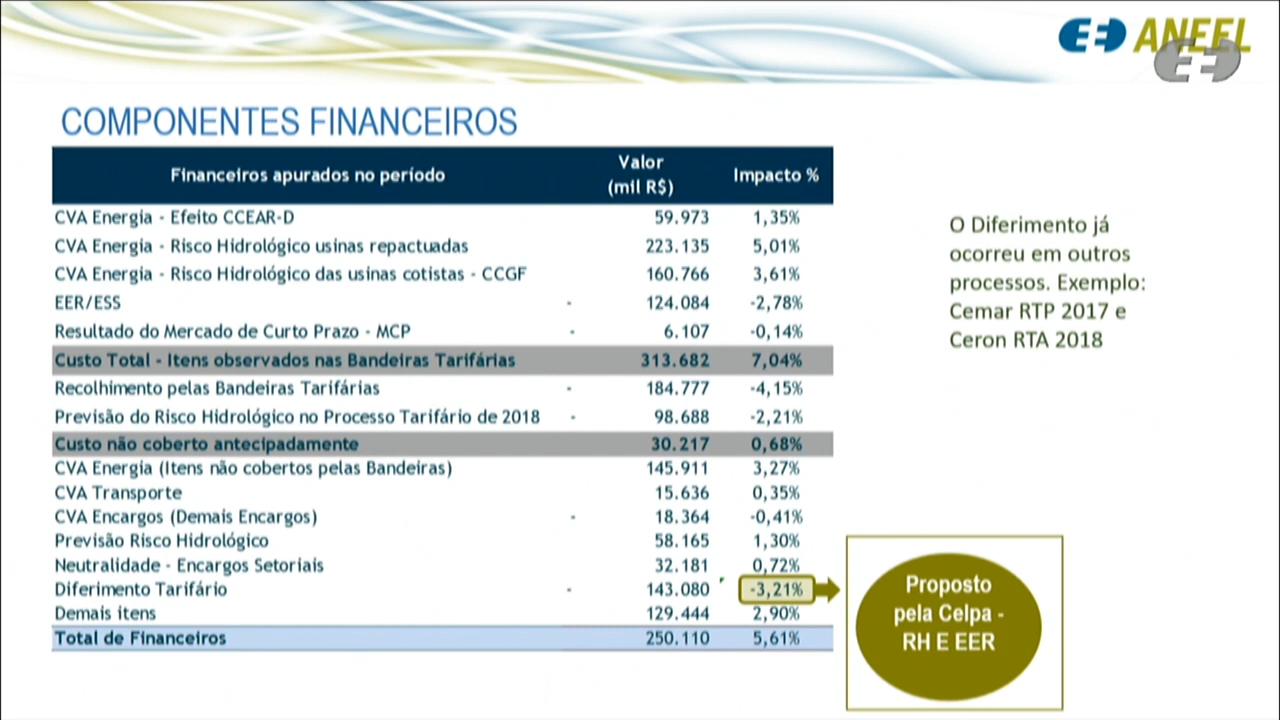 ANEEL
COMPONENTES FINANCEIROS
Financeiros apurados no período Valor (mil R$) Impacto %
CVA Energia - Efeito CCEAR-D 59.973 1,35%
CVA Energia - Risco Hidrológico usinas repactuadas 223.135 5,01%
CVA Energia - Risco Hidrológico das usinas cotistas - CCGF 160.766 3,61%
EER/ESS - 124.084 -2,78%
Resultado do Mercado de Curto Prazo - MCP - 6.107 -0,14%
Custo Total - Itens observados nas Bandeiras Tarifárias 313.682 7,04%
Recolhimento pelas Bandeiras Tarifárias - 184.777 -4,15%
Previsão do Risco Hidrológico no Processo Tarifário de 2018 - 98.688 -2,21%
Custo não coberto antecipadamente 30.217 0,68%
CVA Energia (Itens não cobertos pelas Bandeiras) 145.911 3,27%
CVA Transporte 15.636 0,35%
CVA Encargos (Demais Encargos) - 18.364 -0,41%
Previsão Risco Hidrológico 58.165 1,30%
Neutralidade - Encargos Setoriais 32.181 0,72%
Diferimento Tarifário - 143.080 -3,21%
Demais itens 129.444 2,90%
Total de Financeiros 250.110 5,61%
O Diferimento já
ocorreu em outros
processos. Exemplo:
Cemar RTP 2017 e
Ceron RTA 2018
Proposto
pela Celpa -
RH E EER